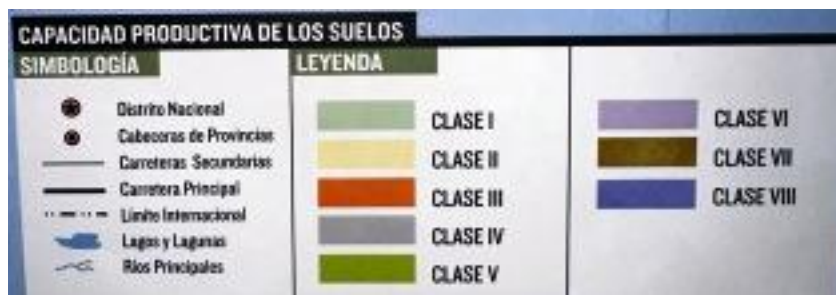 CAPACIDAD PRODUCTIVA DE LOS SUELOS
SIMBOLOGÍA
Distrito Nacional
Cabeceras de Provincias
Carreteras Secundarias
Carretera Principal
Límite Internacional
Lagos y Lagunas
Ríos Principales
LEYENDA
CLASE I
CLASE II
CLASE III
CLASE IV
CLASE V
CLASE VI
CLASE VII
CLASE VIII